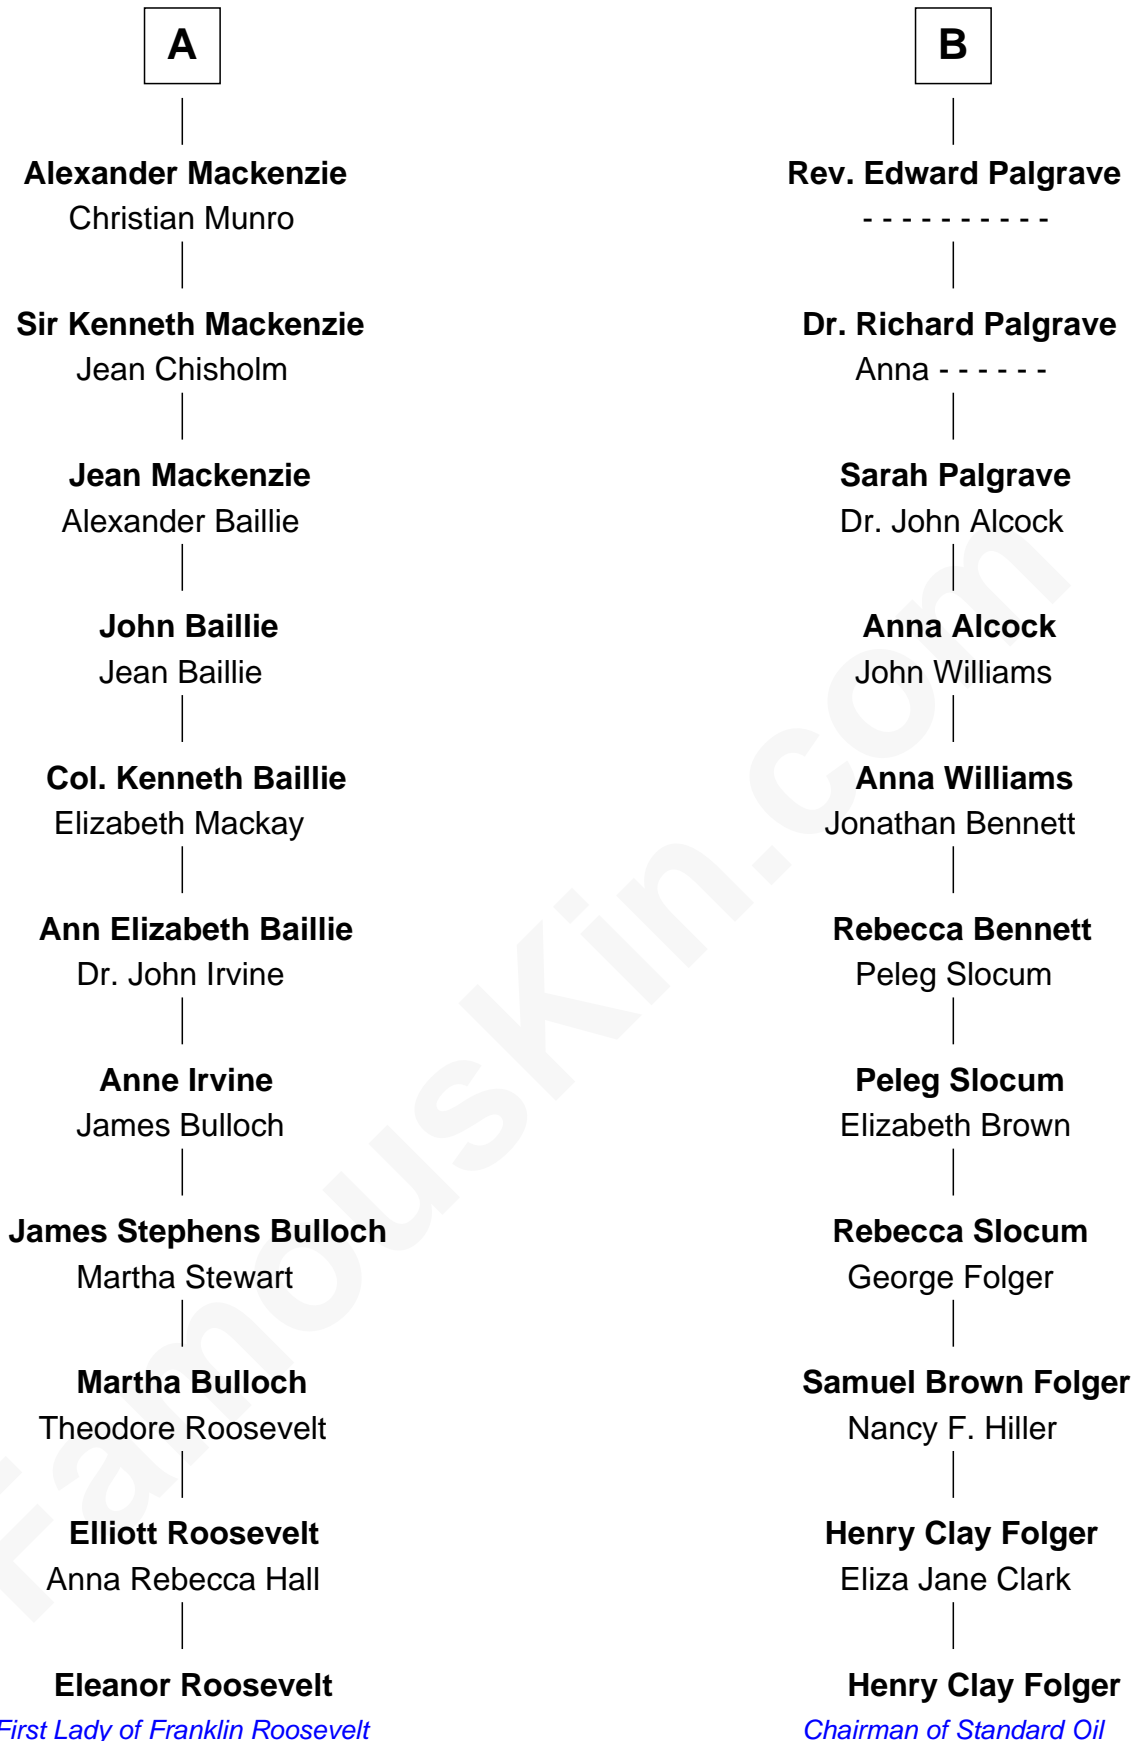 A
Alexander Mackenzie
Christian Munro
Sir Kenneth Mackenzie
Jean Chisholm
Jean Mackenzie
Alexander Baillie
John Baillie
Jean Baillie
Col. Kenneth Baillie
Elizabeth Mackay
Ann Elizabeth Baillie
Dr. John Irvine
Anne Irvine
James Bulloch
James Stephens Bulloch
Martha Stewart
Martha Bulloch
Theodore Roosevelt
Elliott Roosevelt
Anna Rebecca Hall
Eleanor Roosevelt
First Lady of Franklin Roosevelt
B
Rev. Edward Palgrave
- - - - - - - - - -
Dr. Richard Palgrave
Anna - - - - - -
Sarah Palgrave
Dr. John Alcock
Anna Alcock
John Williams
Anna Williams
Jonathan Bennett
Rebecca Bennett
Peleg Slocum
Peleg Slocum
Elizabeth Brown
Rebecca Slocum
George Folger
Samuel Brown Folger
Nancy F. Hiller
Henry Clay Folger
Eliza Jane Clark
Henry Clay Folger
Chairman of Standard Oil
FamousKin.com